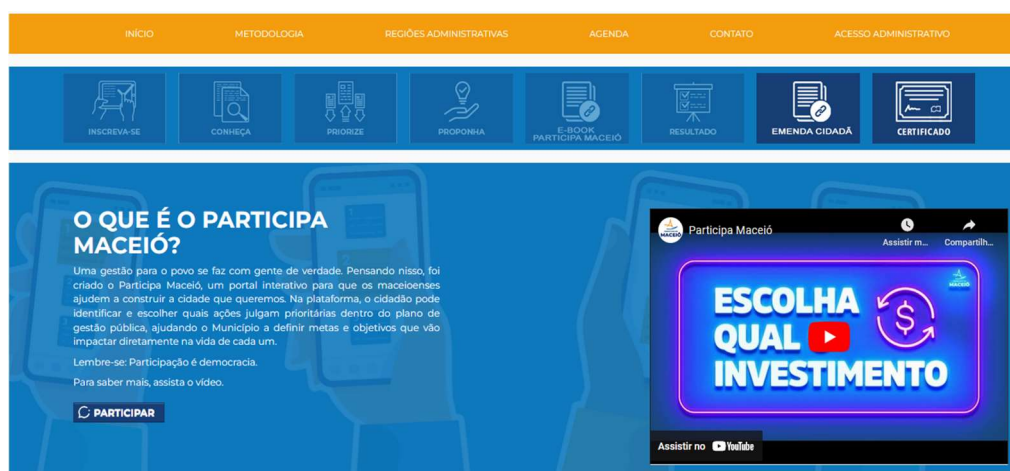 INÍCIO METODOLOGIA REGIÕES ADMINISTRATIVAS AGENDA CONTATO ACESSO ADMINISTRATIVO
INSCREVA-SE CONHEÇA PRIORIZE PROPONHA E-BOOK PARTICIPA MACEIÓ RESULTADO EMENDA CIDADÃ CERTIFICADO
O QUE É O PARTICIPA
MACEIÓ?
Uma gestão para o povo se faz com gente de verdade. Pensando nisso, foi
criado o Participa Maceió, um portal interativo para que os maceioenses
ajudem a construir a cidade que queremos. Na plataforma, o cidadão pode
identificar e escolher quais ações julgam prioritárias dentro do plano de
gestão pública, ajudando o Município a definir metas e objetivos que vão
impactar diretamente na vida de cada um.
Lembre-se: Participação é democracia.
Para saber mais, assista o vídeo.
PARTICIPAR
MACEIÓ
Participa Maceió
Assistir m... Compartilh...
MACEIÓ
ESCOLHA
QUAL
INVESTIMENTO
$
Assistir no YouTube